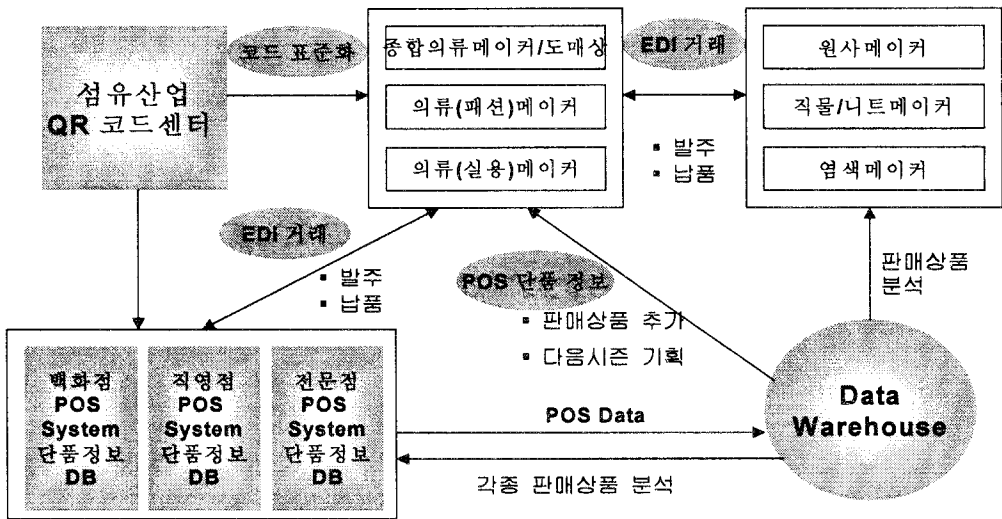 섬유산업
QR 코드센터
코드 표준화
종합의류메이커/도매상
의류(패션)메이커
의류(실용)메이커
EDI 거래
▪ 발주
▪ 납품
원사메이커
직물/니트메이커
염색메이커
EDI 거래
▪ 발주
▪ 납품
POS 단품 정보
▪ 판매상품 추가
▪ 다음시즌 기획
판매상품
분석
백화점
POS
System
단품정보
DB
직영점
POS
System
단품정보
DB
전문점
POS
System
단품정보
DB
POS Data
각종 판매상품 분석
Data
Warehouse